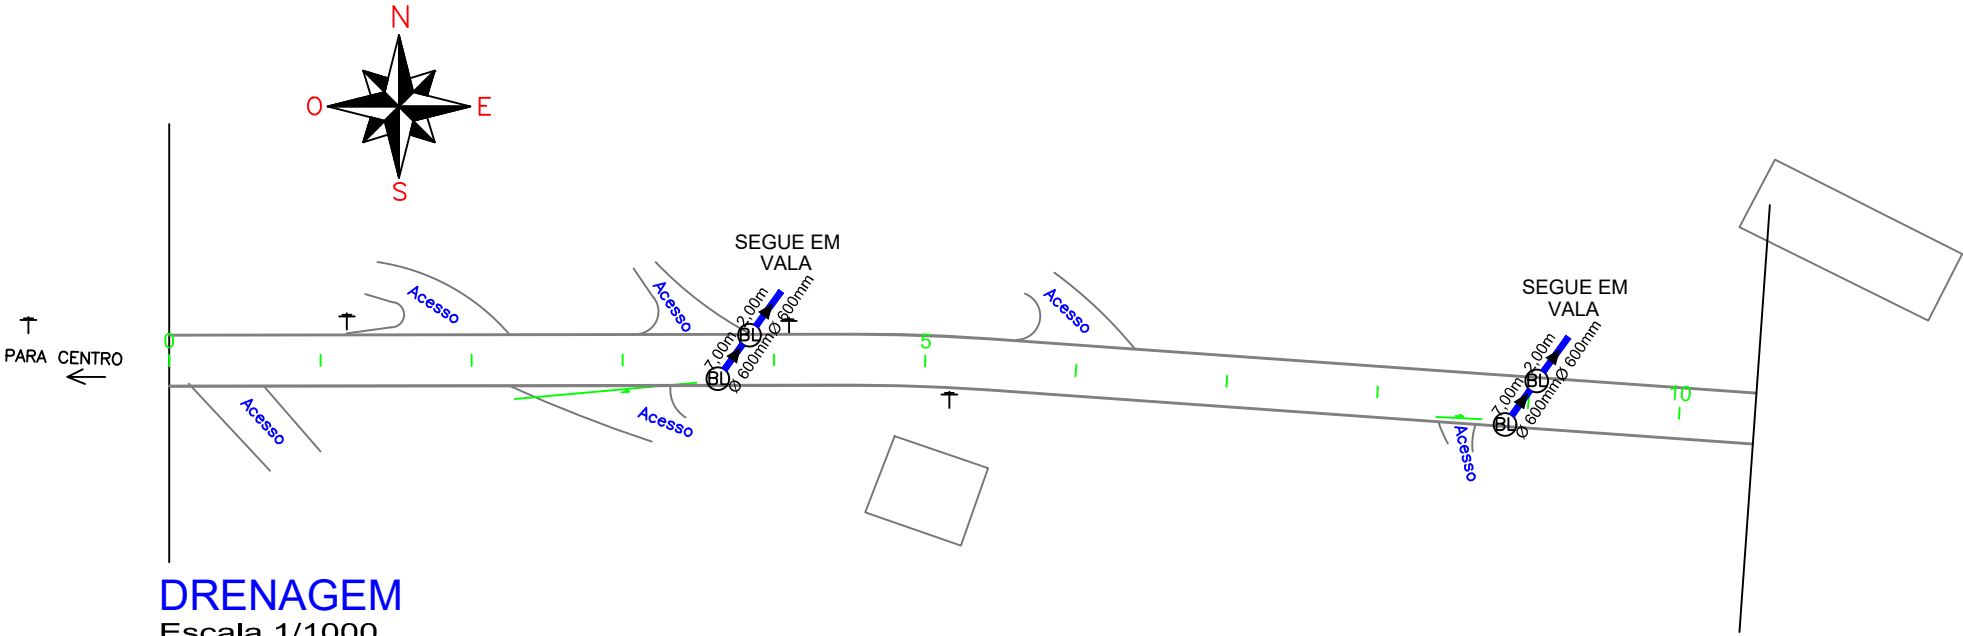 N
O
E
S
SEGUE EM
VALA
SEGUE EM
VALA
Acesso
Acesso
Acesso
2,00m
Ø 600mm
7,00m
Ø 600mm
BL
BL
2,00m
Ø 600mm
7,00m
Ø 600mm
BL
BL
0
5
10
PARA CENTRO
Acesso
Acesso
Acesso
DRENAGEM
Escala 1/1000